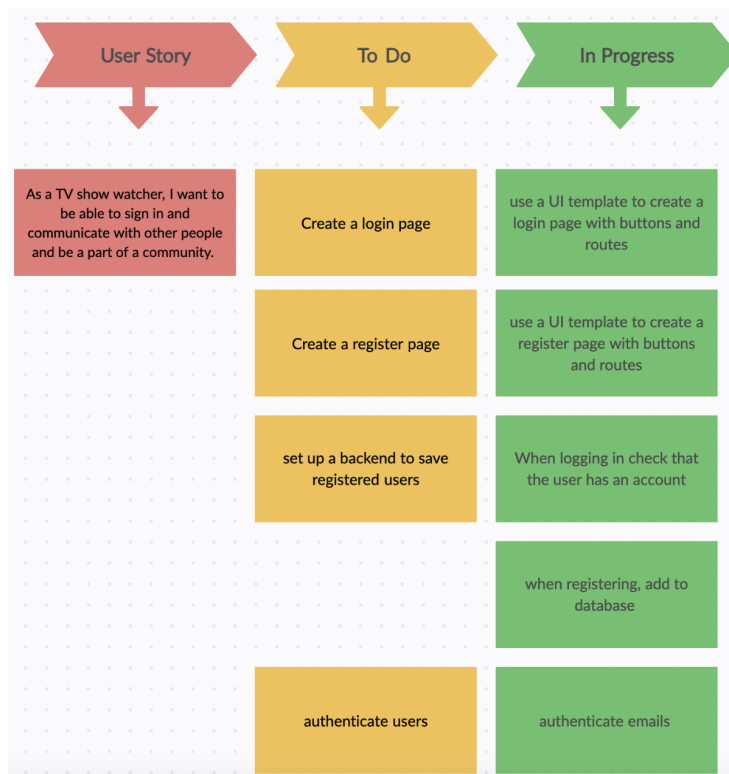 User Story
To Do
In Progress
As a TV show watcher, I want to
be able to sign in and
communicate with other people
and be a part of a community.
Create a login page
use a UI template to create a
login page with buttons and
routes
Create a register page
use a UI template to create a
register page with buttons
and routes
set up a backend to save
registered users
When logging in check that
the user has an account
when registering, add to
database
authenticate users
authenticate emails